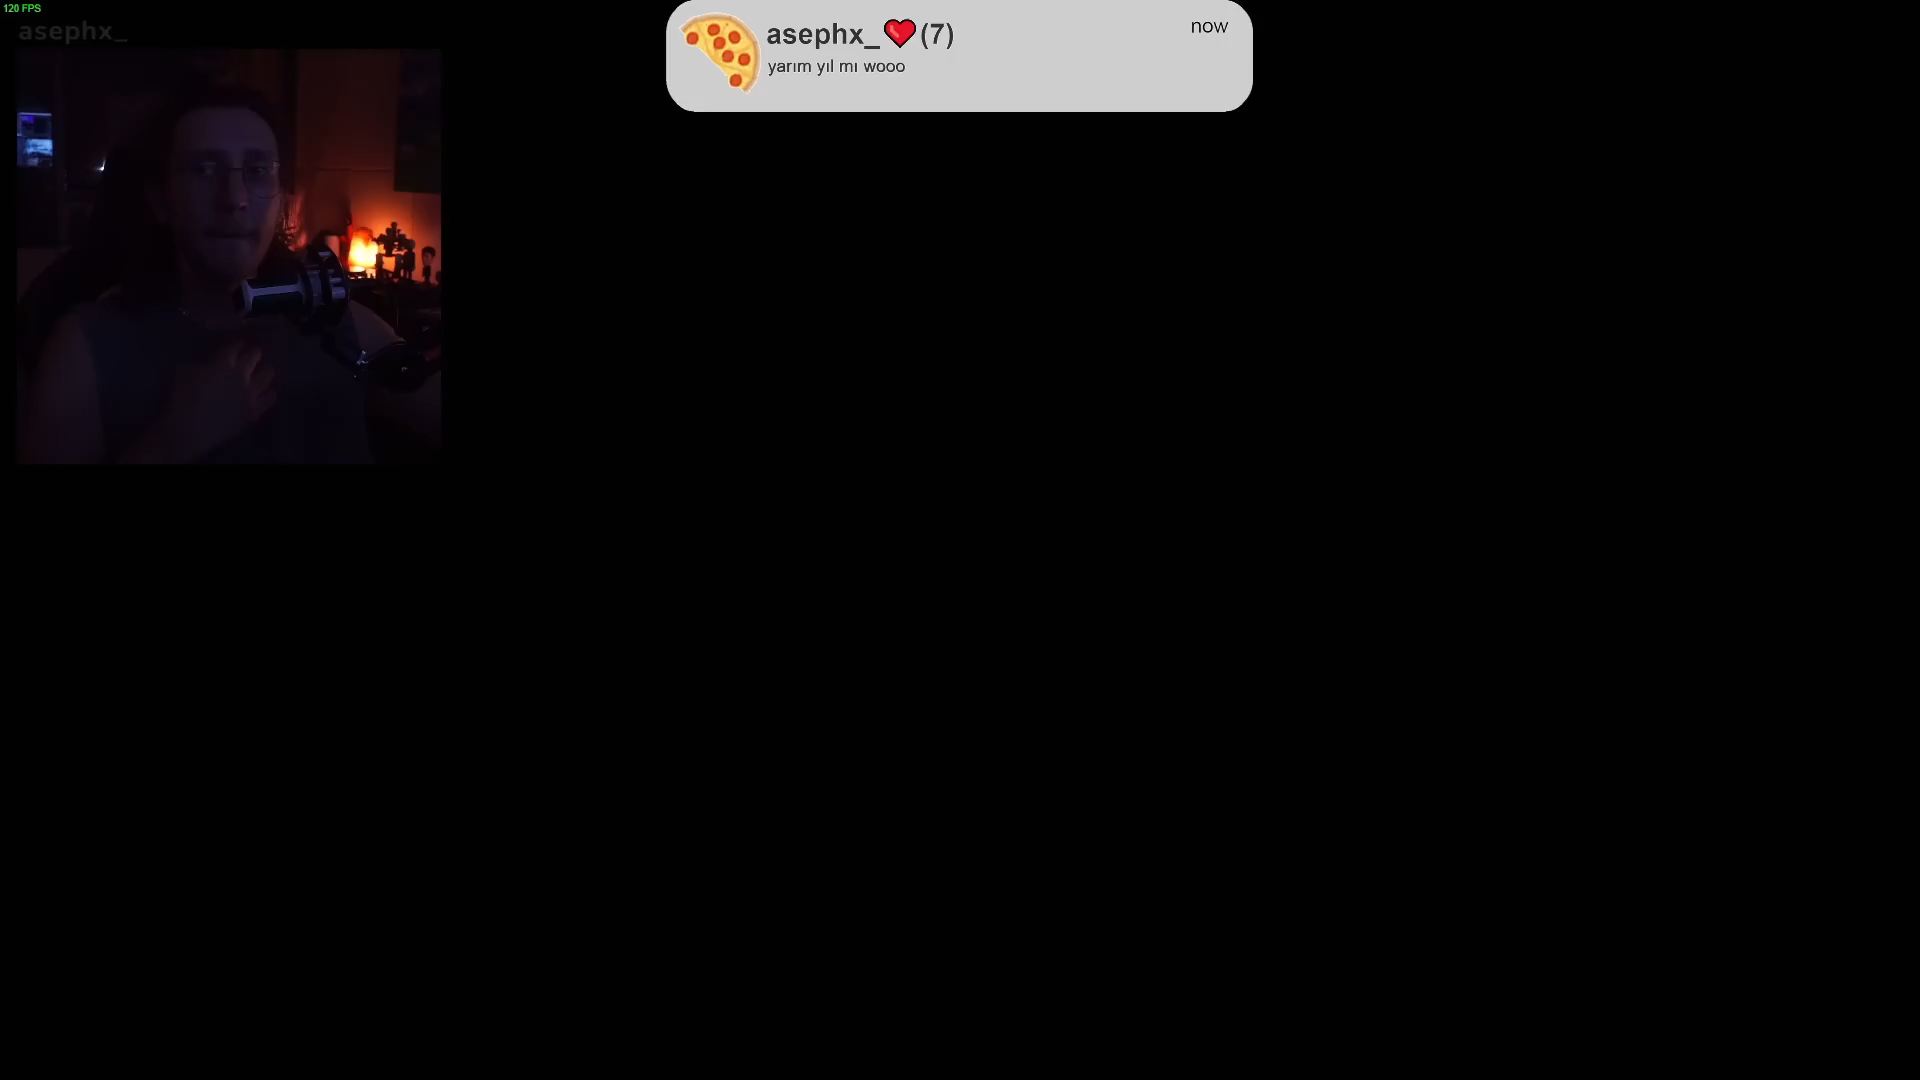 120 FPS
asephx_
asephx_❤️(7)
now
yarım yıl mı wooo